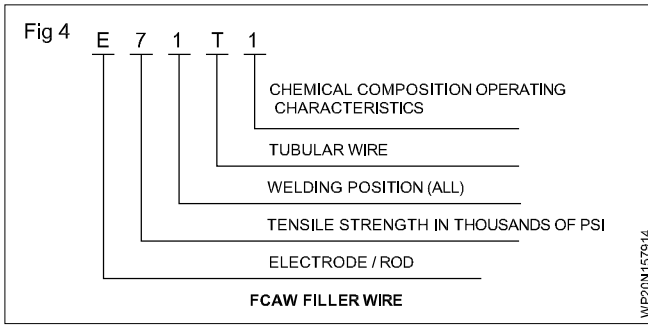 Fig 4
E 7 1 T 1
CHEMICAL COMPOSITION OPERATING
CHARACTERISTICS
TUBULAR WIRE
WELDING POSITION (ALL)
TENSILE STRENGTH IN THOUSANDS OF PSI
ELECTRODE / ROD
FCAW FILLER WIRE
WP20N157914